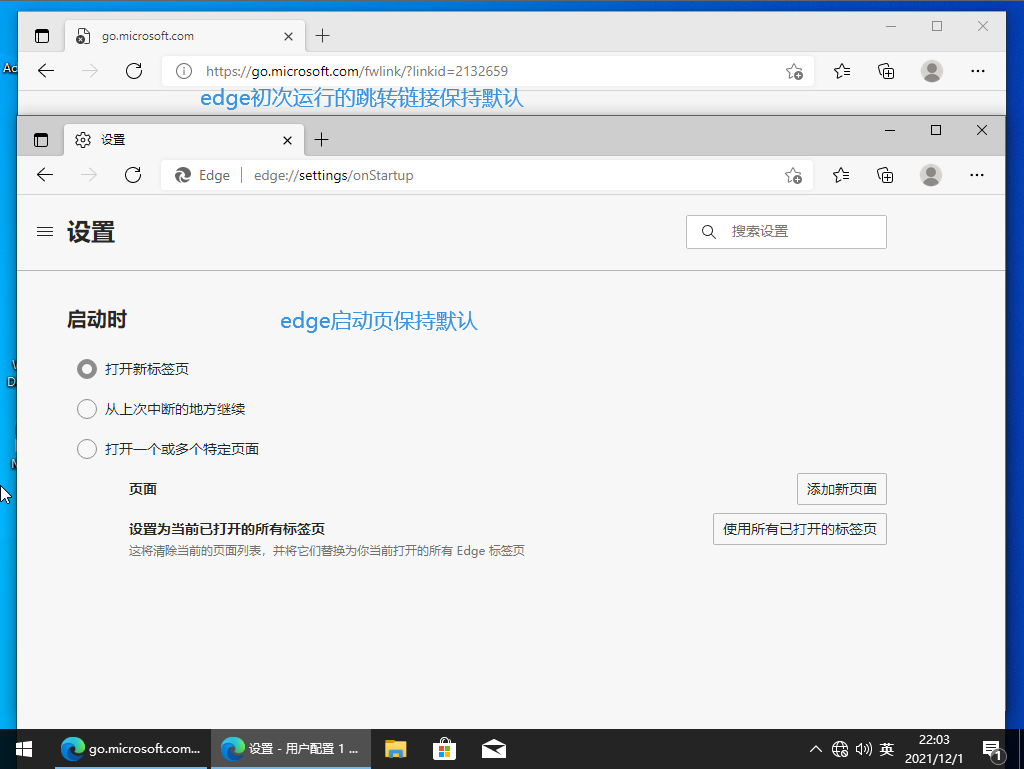 go.microsoft.com
Ad
https://go.microsoft.com/fwlink/?linkid=2132659
edge初次运行的跳转链接保持默认
设置
Edge
edge://settings/onStartup
设置
搜索设置
启动时
edge启动页保持默认
打开新标签页
从上次中断的地方继续
打开一个或多个特定页面
页面
添加新页面
设置为当前已打开的所有标签页
使用所有已打开的标签页
这将清除当前的页面列表，并将它们替换为你当前打开的所有 Edge 标签页
go.microsoft.com...
设置 - 用户配置 1 ...
英
22:03
2021/12/1
1